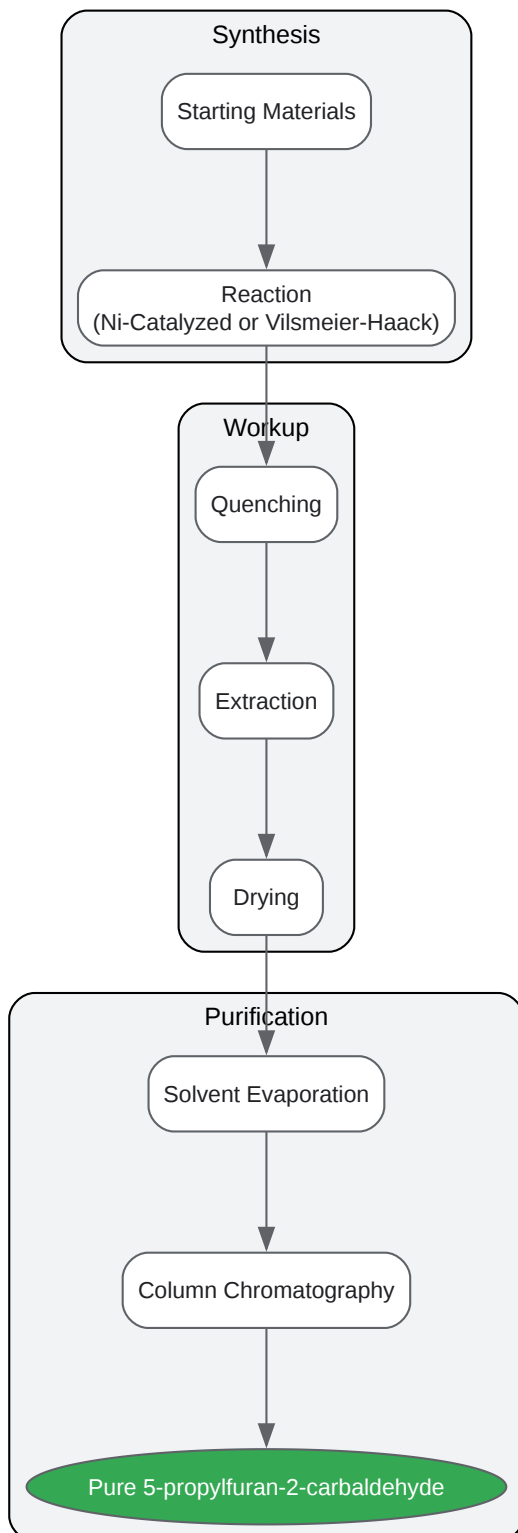 Synthesis
Starting Materials
Reaction
(Ni-Catalyzed or Vilsmeier-Haack)
Workup
Quenching
Extraction
Drying
Purification
Solvent Evaporation
Column Chromatography
Pure 5-propylfuran-2-carbaldehyde